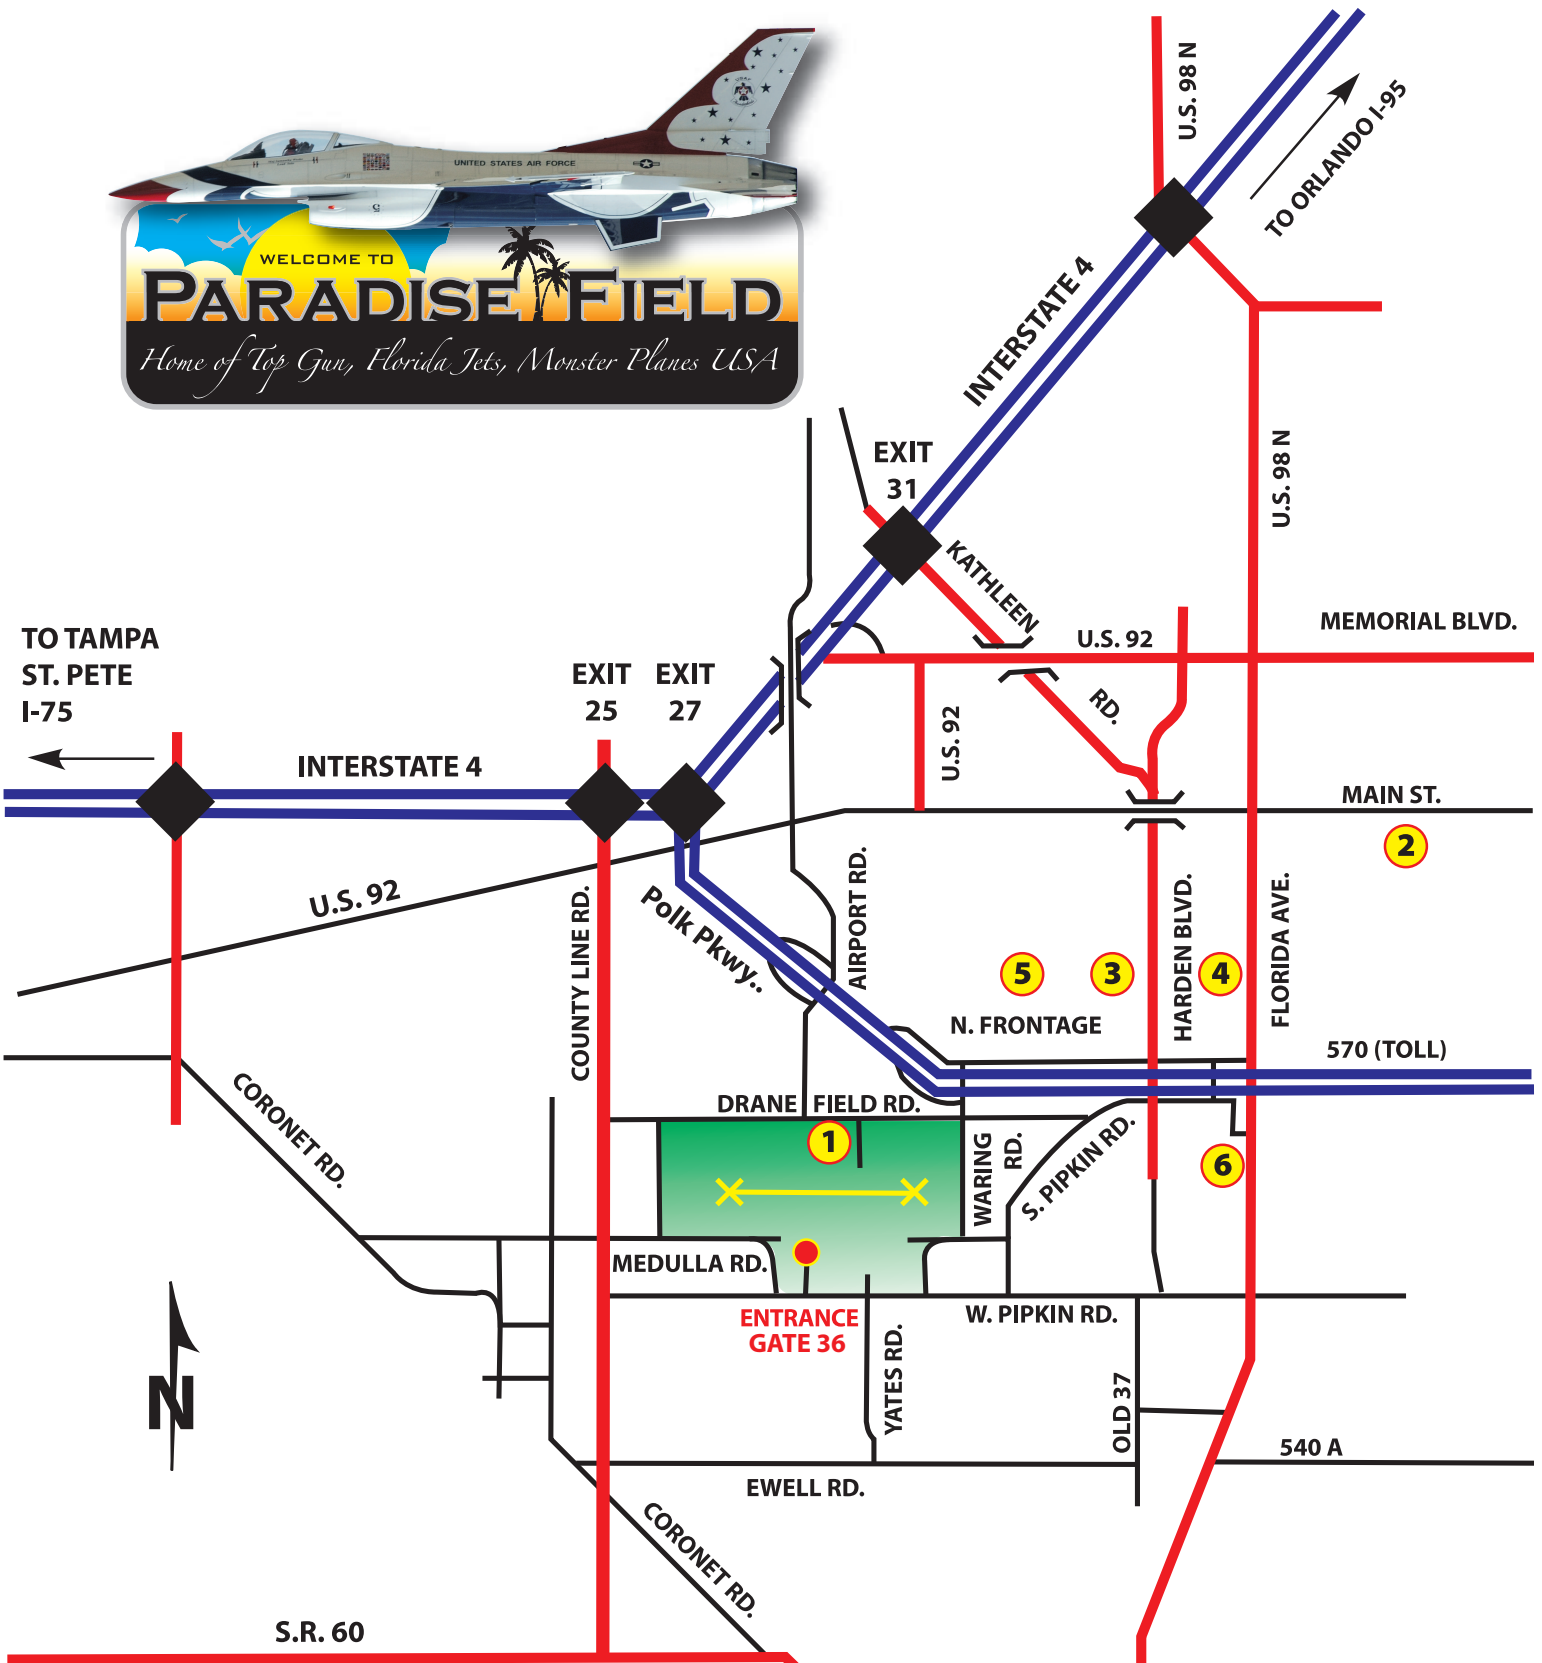 UNITED STATES AIR FORCE
WELCOME TO
PARADISE FIELD
Home of Top Gun, Florida Jets, Monster Planes USA
U.S. 98 N
TO ORLANDO I-95
INTERSTATE 4
EXIT
31
KATHLEEN
RD.
U.S. 98 N
MEMORIAL BLVD.
U.S. 92
TO TAMPA
ST. PETE
I-75
EXIT
25
EXIT
27
INTERSTATE 4
U.S. 92
MAIN ST.
2
U.S. 92
Polk Pkwy..
COUNTY LINE RD.
AIRPORT RD.
5
3
HARDEN BLVD.
4
FLORIDA AVE.
N. FRONTAGE
570 (TOLL)
CORONET RD.
DRANE FIELD RD.
1
WARING
RD.
S. PIPKIN RD.
6
MEDULLA RD.
ENTRANCE
GATE 36
W. PIPKIN RD.
YATES RD.
OLD 37
540 A
EWELL RD.
N
CORONET RD.
S.R. 60